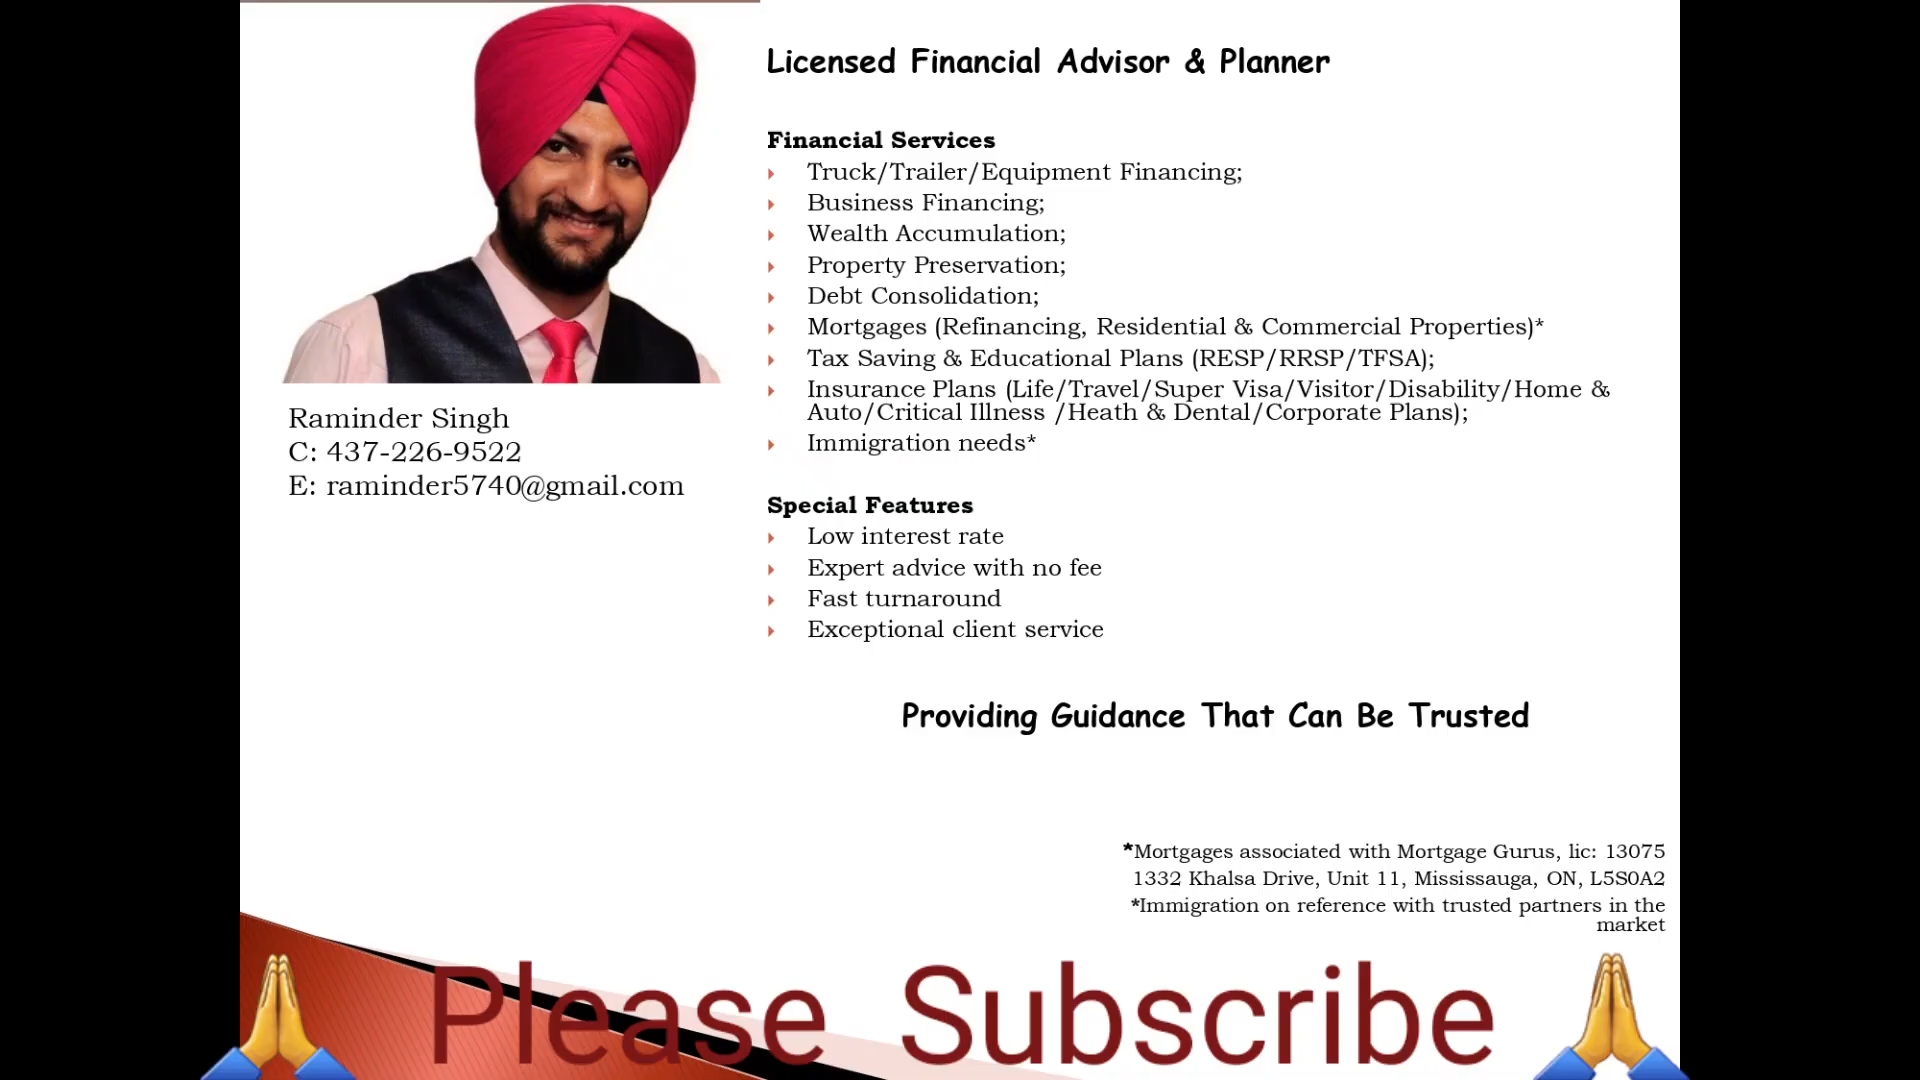 Licensed Financial Advisor & Planner
Financial Services
Truck/Trailer/Equipment Financing;
Business Financing;
Wealth Accumulation;
Property Preservation;
Debt Consolidation;
Mortgages (Refinancing, Residential & Commercial Properties)*
Tax Saving & Educational Plans (RESP/RRSP/TFSA);
Insurance Plans (Life/Travel/Super Visa/Visitor/Disability/Home &
Auto/Critical Illness /Heath & Dental/Corporate Plans);
Immigration needs*
Raminder Singh
C: 437-226-9522
E: raminder5740@gmail.com
Special Features
Low interest rate
Expert advice with no fee
Fast turnaround
Exceptional client service
Providing Guidance That Can Be Trusted
*Mortgages associated with Mortgage Gurus, lic: 13075
1332 Khalsa Drive, Unit 11, Mississauga, ON, L5S0A2
*Immigration on reference with trusted partners in the
market
Please Subscribe